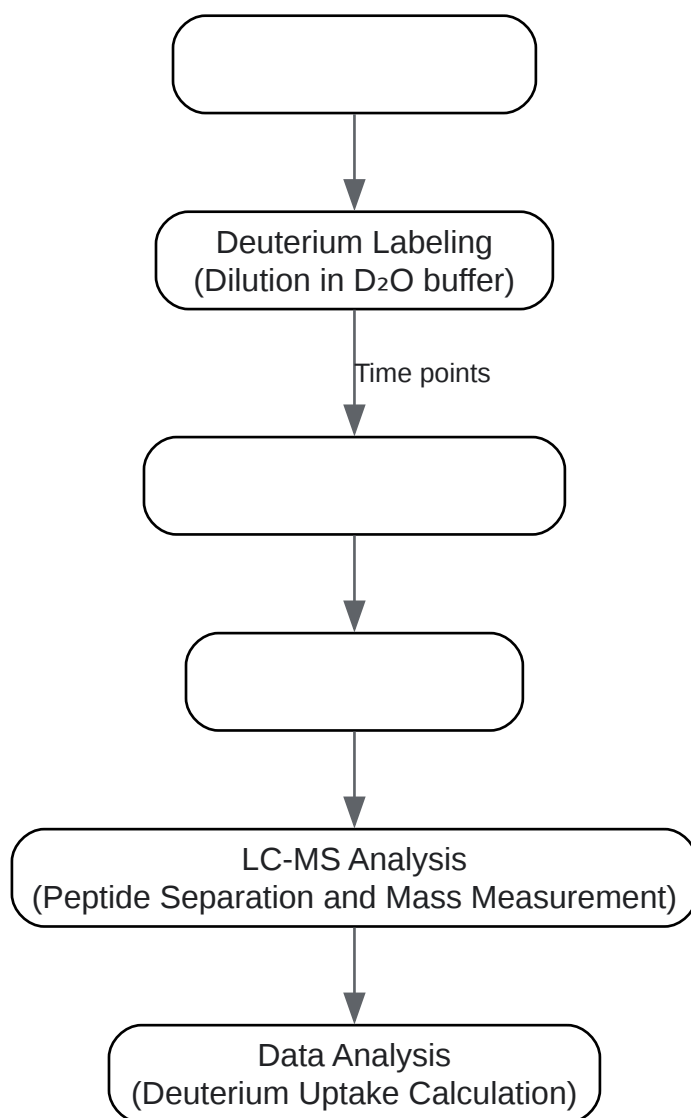 Deuterium Labeling
(Dilution in D₂O buffer)
Time points
LC-MS Analysis
(Peptide Separation and Mass Measurement)
Data Analysis
(Deuterium Uptake Calculation)